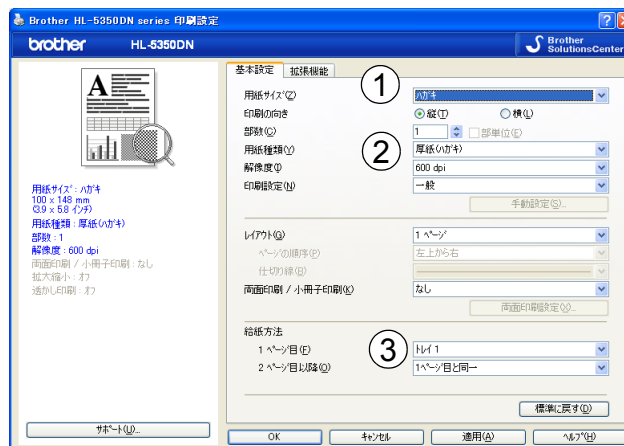 Brother HL-5350DN series 印刷設定
brother HL-5350DN Brother SolutionsCenter
基本設定 拡張機能
用紙サイズ(Z) ① ハガキ
印刷の向き ◉縦(T) ○横(L)
部数(C) 1 部単位(E)
用紙種類(Y) ② 厚紙(ハガキ)
解像度(I) 600 dpi
印刷設定(N) 一般
手動設定(S)...
レイアウト(G) 1 ページ
ページの順序(P) 左上から右
仕切り線(B)
両面印刷 / 小冊子印刷(K) なし
両面印刷設定(X)...
給紙方法
1 ページ目(F) ③ トレイ 1
2 ページ目以降(O) 1ページ目と同一
標準に戻す(D)
用紙サイズ : ハガキ
100 x 148 mm
(3.9 x 5.8 インチ)
用紙種類 : 厚紙(ハガキ)
部数 : 1
解像度 : 600 dpi
両面印刷 / 小冊子印刷 : なし
拡大縮小 : オフ
透かし印刷 : オフ
サポート(U)...
OK キャンセル 適用(A) ヘルプ(H)